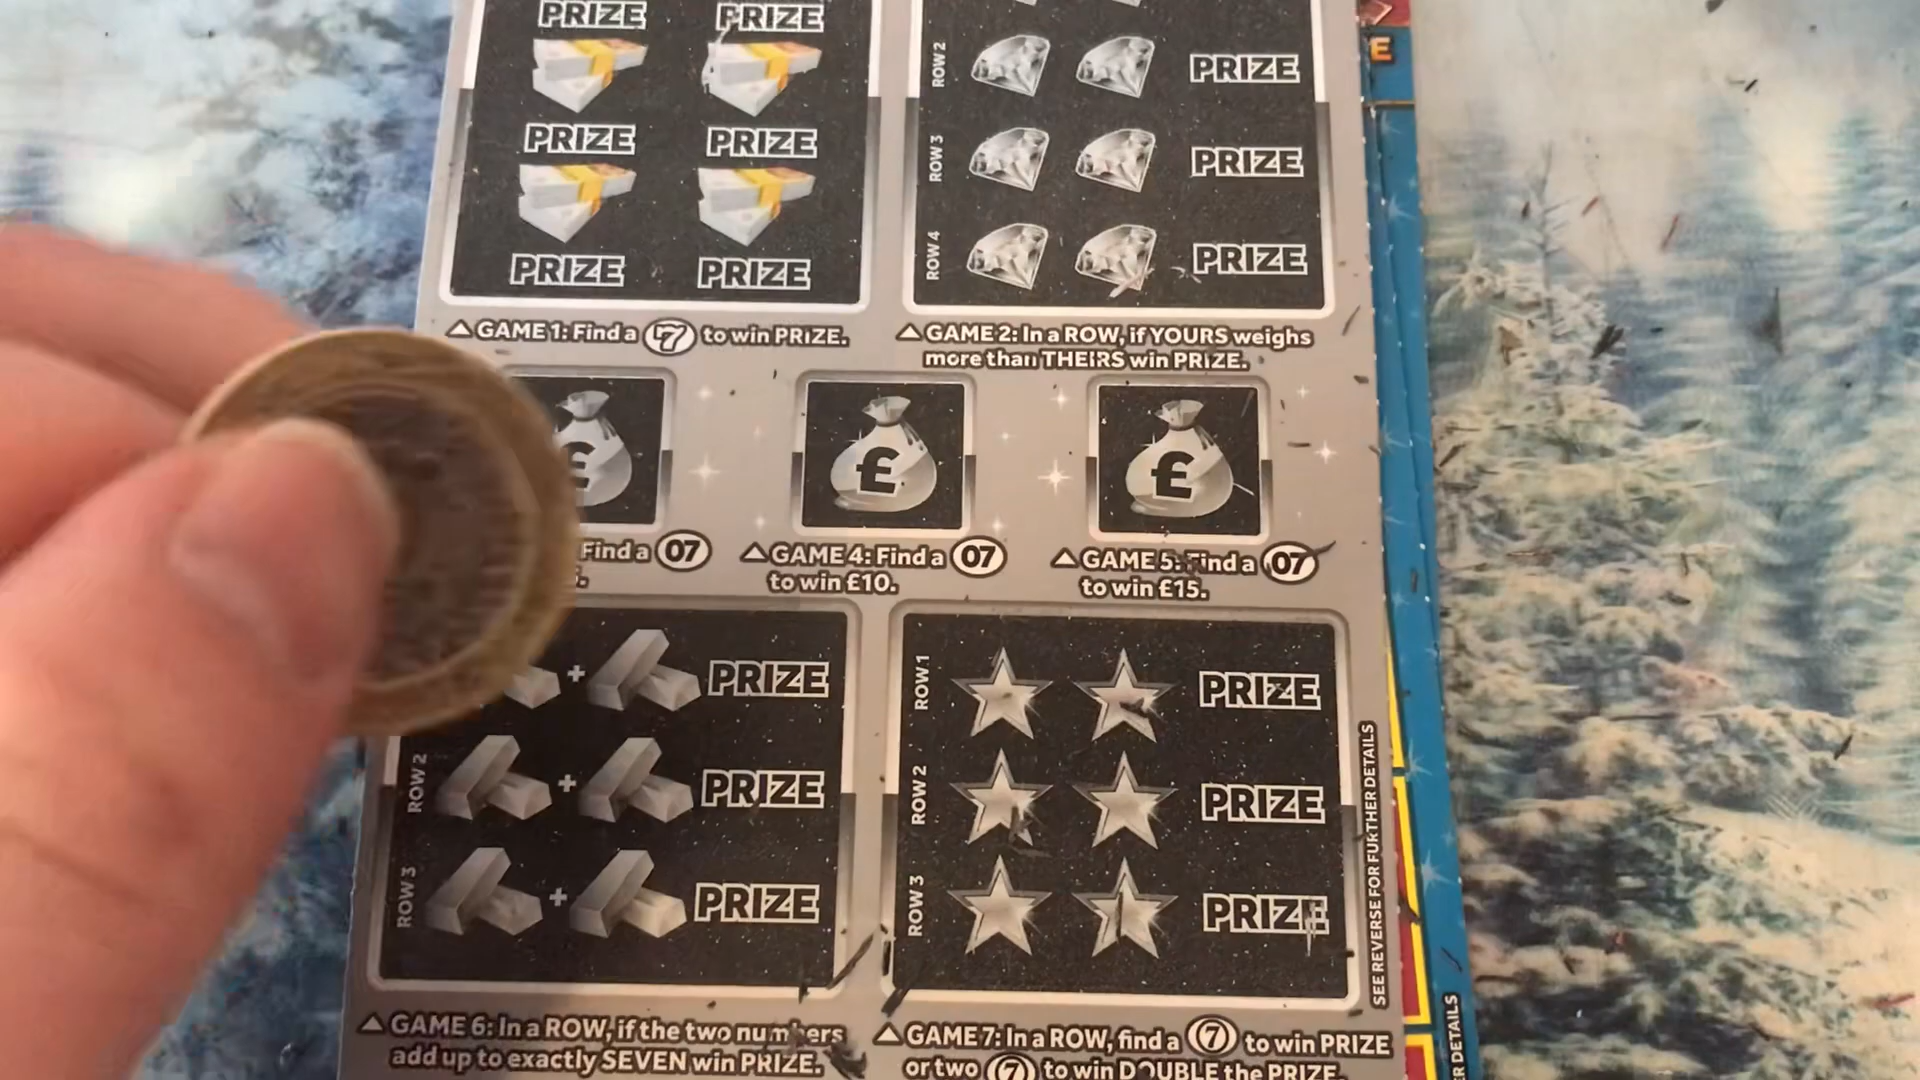 PRIZE PRIZE
PRIZE PRIZE
PRIZE PRIZE
GAME 1: Find a 7 to win PRIZE.
ROW 2 PRIZE
ROW 3 PRIZE
ROW 4 PRIZE
GAME 2: In a ROW, if YOURS weighs
more than THEIRS win PRIZE.
E
£
£
£
Find a 07
GAME 4: Find a 07
to win £10.
GAME 5: Find a 07
to win £15.
+ PRIZE
ROW 2 + PRIZE
ROW 3 + PRIZE
GAME 6: In a ROW, if the two numbers
add up to exactly SEVEN win PRIZE.
ROW 1 PRIZE
ROW 2 PRIZE
ROW 3 PRIZE
GAME 7: In a ROW, find a 7 to win PRIZE
or two 7 to win DOUBLE the PRIZE.
SEE REVERSE FOR FURTHER DETAILS
ER DETAILS